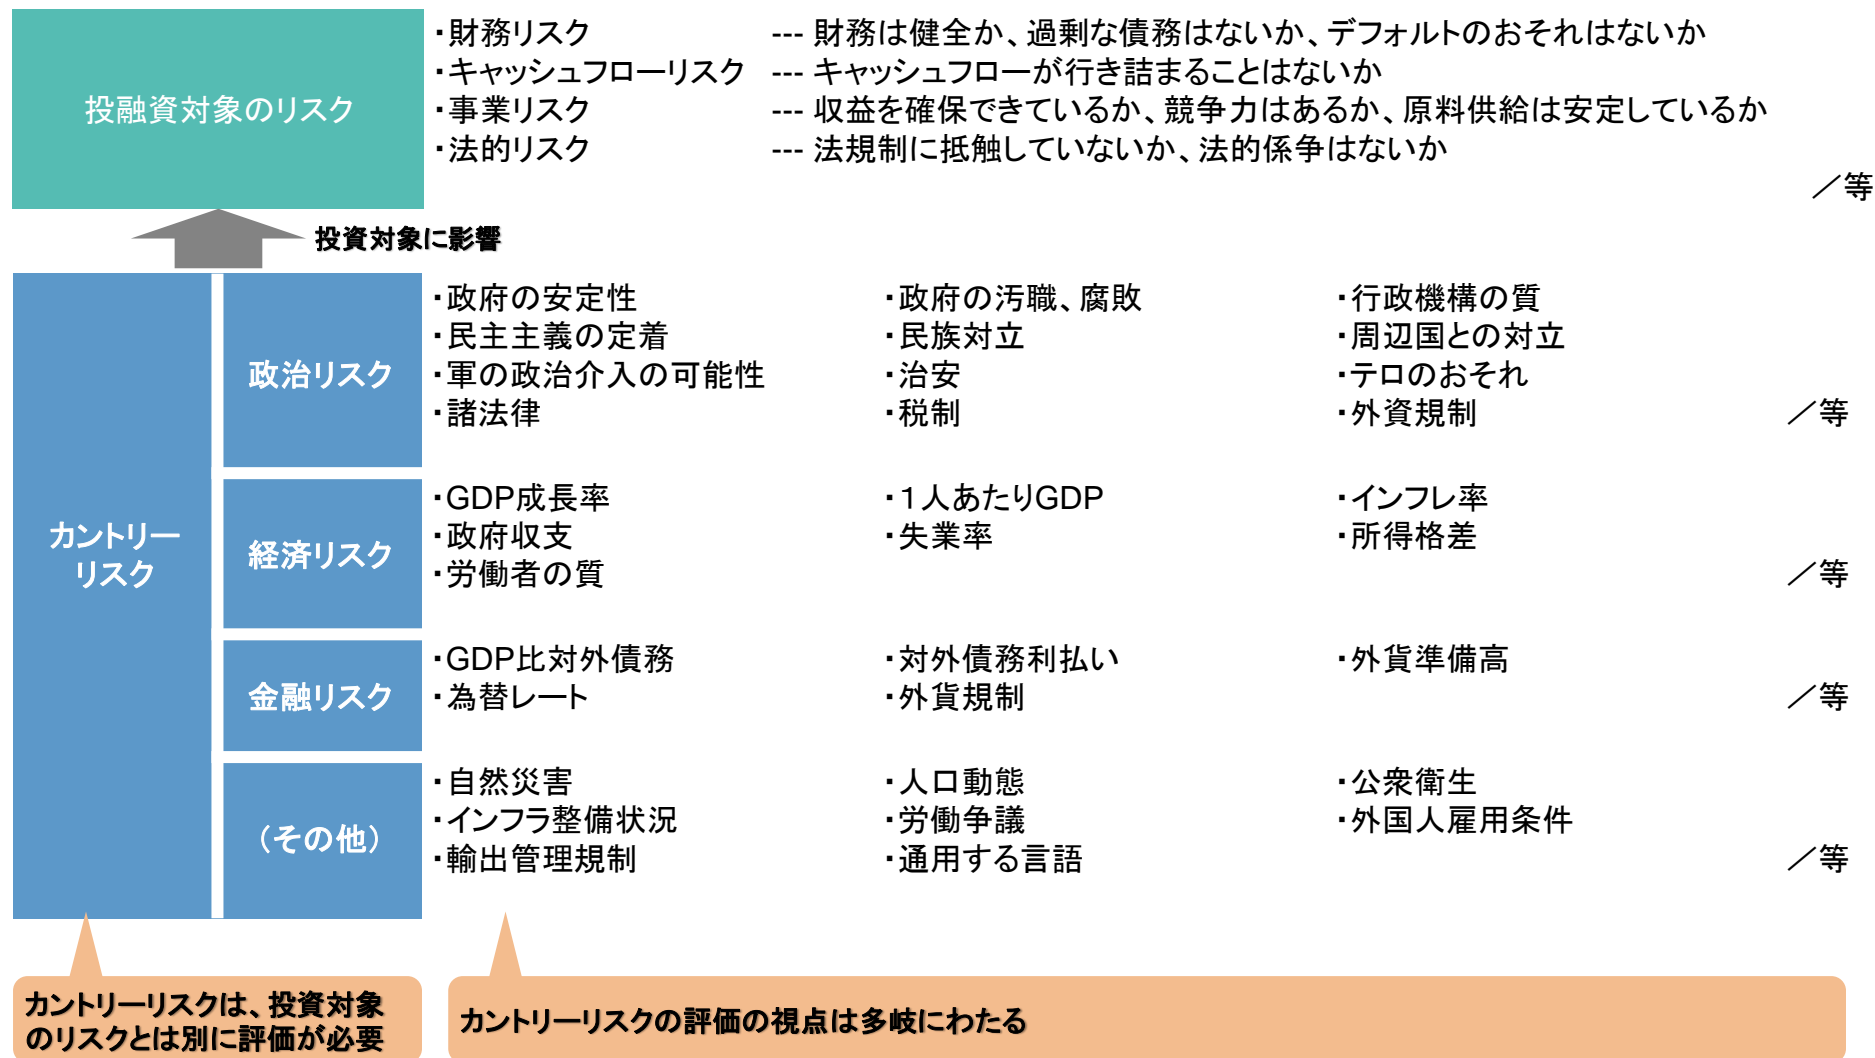 投融資対象のリスク
・財務リスク --- 財務は健全か、過剰な債務はないか、デフォルトのおそれはないか
・キャッシュフローリスク --- キャッシュフローが行き詰まることはないか
・事業リスク --- 収益を確保できているか、競争力はあるか、原料供給は安定しているか
・法的リスク --- 法規制に抵触していないか、法的係争はないか
／等
投資対象に影響
カントリー
リスク
政治リスク
・政府の安定性 ・政府の汚職、腐敗 ・行政機構の質
・民主主義の定着 ・民族対立 ・周辺国との対立
・軍の政治介入の可能性 ・治安 ・テロのおそれ
・諸法律 ・税制 ・外資規制 ／等
経済リスク
・GDP成長率 ・１人あたりGDP ・インフレ率
・政府収支 ・失業率 ・所得格差
・労働者の質 ／等
金融リスク
・GDP比対外債務 ・対外債務利払い ・外貨準備高
・為替レート ・外貨規制 ／等
（その他）
・自然災害 ・人口動態 ・公衆衛生
・インフラ整備状況 ・労働争議 ・外国人雇用条件
・輸出管理規制 ・通用する言語 ／等
カントリーリスクは、投資対象
のリスクとは別に評価が必要
カントリーリスクの評価の視点は多岐にわたる